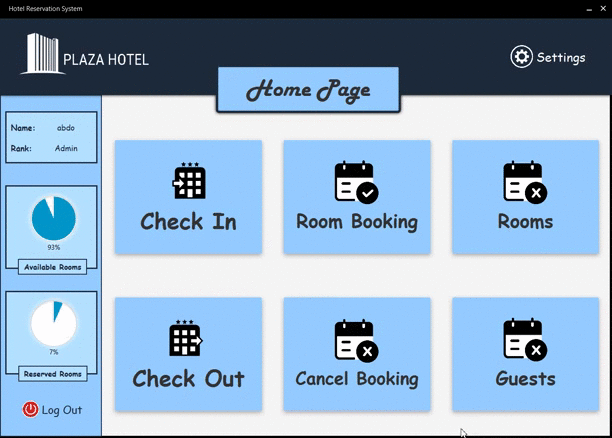 Hotel Reservation System
PLAZA HOTEL
Settings
Home Page
Name: abdo
Rank: Admin
93%
Available Rooms
7%
Reserved Rooms
Log Out
Check In
Room Booking
Rooms
Check Out
Cancel Booking
Guests